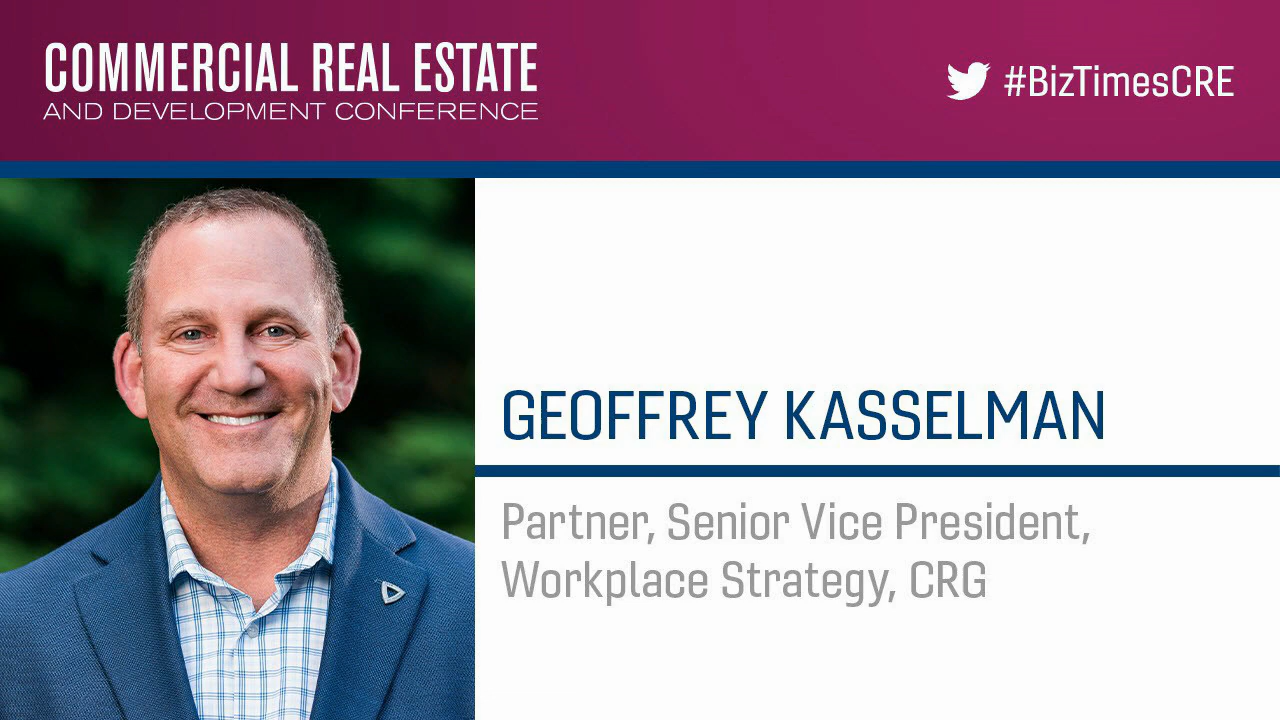 COMMERCIAL REAL ESTATE
AND DEVELOPMENT CONFERENCE
#BizTimesCRE
GEOFFREY KASSELMAN
Partner, Senior Vice President,
Workplace Strategy, CRG